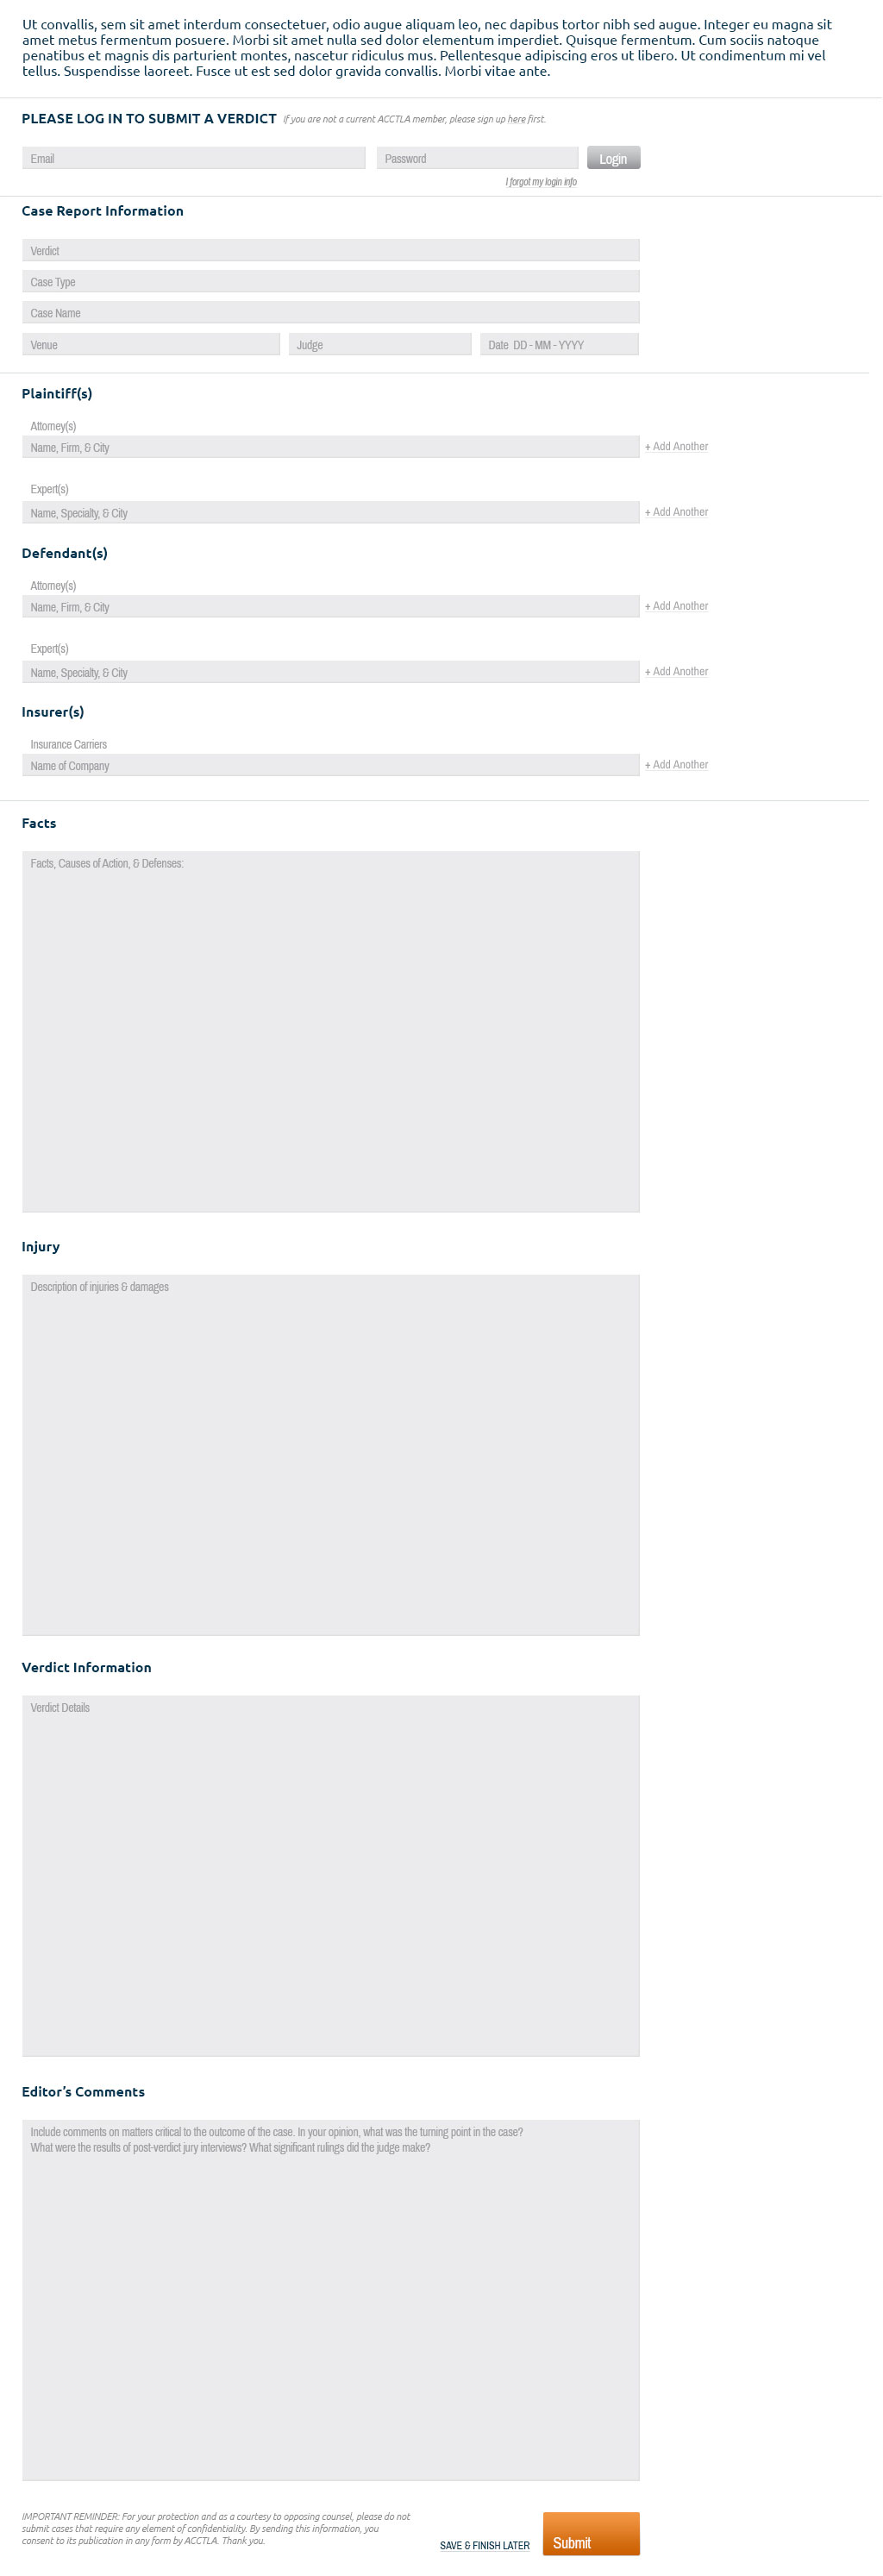 Ut convallis, sem sit amet interdum consectetuer, odio augue aliquam leo, nec dapibus tortor nibh sed augue. Integer eu magna sit
amet metus fermentum posuere. Morbi sit amet nulla sed dolor elementum imperdiet. Quisque fermentum. Cum sociis natoque
penatibus et magnis dis parturient montes, nascetur ridiculus mus. Pellentesque adipiscing eros ut libero. Ut condimentum mi vel
tellus. Suspendisse laoreet. Fusce ut est sed dolor gravida convallis. Morbi vitae ante.
PLEASE LOG IN TO SUBMIT A VERDICT If you are not a current ACCTLA member, please sign up here first.
Email Password Login
I forgot my login info
Case Report Information
Verdict
Case Type
Case Name
Venue Judge Date DD - MM - YYYY
Plaintiff(s)
Attorney(s)
Name, Firm, & City + Add Another
Expert(s)
Name, Specialty, & City + Add Another
Defendant(s)
Attorney(s)
Name, Firm, & City + Add Another
Expert(s)
Name, Specialty, & City + Add Another
Insurer(s)
Insurance Carriers
Name of Company + Add Another
Facts
Facts, Causes of Action, & Defenses:
Injury
Description of injuries & damages
Verdict Information
Verdict Details
Editor’s Comments
Include comments on matters critical to the outcome of the case. In your opinion, what was the turning point in the case?
What were the results of post-verdict jury interviews? What significant rulings did the judge make?
IMPORTANT REMINDER: For your protection and as a courtesy to opposing counsel, please do not
submit cases that require any element of confidentiality. By sending this information, you
consent to its publication in any form by ACCTLA. Thank you.
SAVE & FINISH LATER Submit